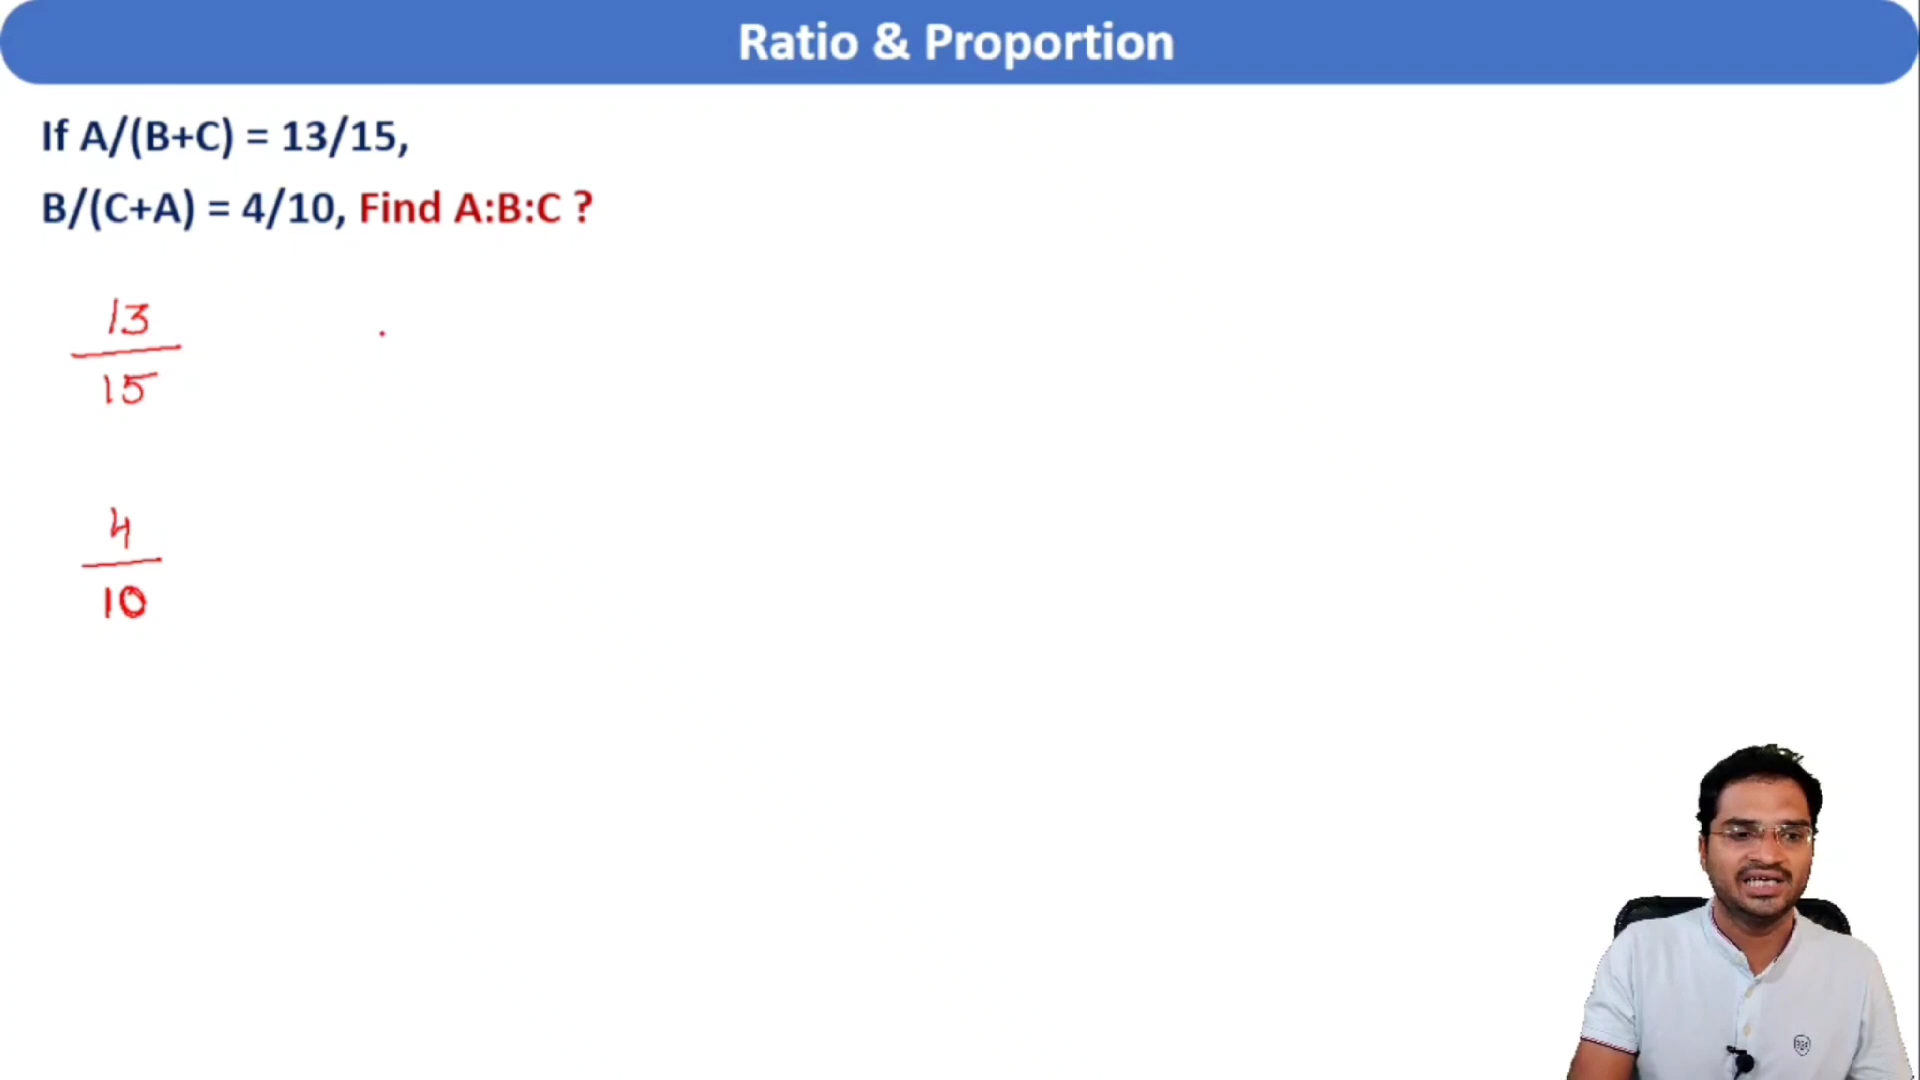 Ratio & Proportion
If A/(B+C) = 13/15,
B/(C+A) = 4/10, Find A:B:C ?
13
15
4
10